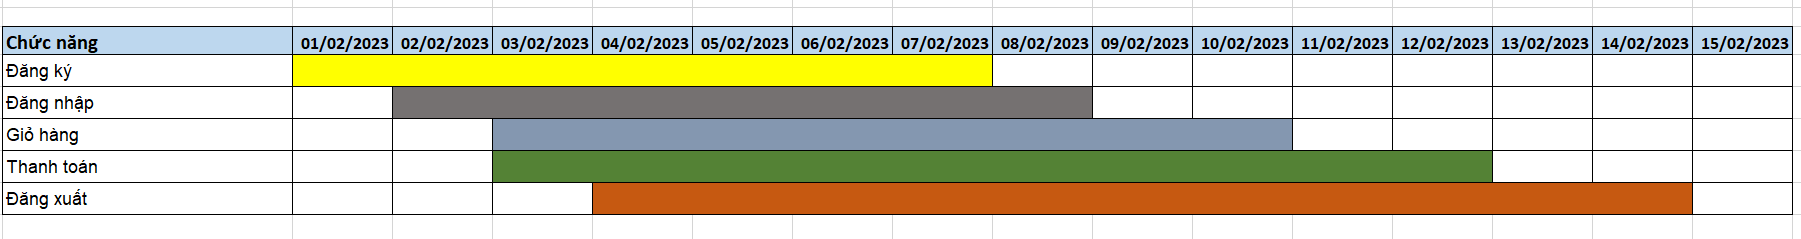 Chức năng 01/02/2023 02/02/2023 03/02/2023 04/02/2023 05/02/2023 06/02/2023 07/02/2023 08/02/2023 09/02/2023 10/02/2023 11/02/2023 12/02/2023 13/02/2023 14/02/2023 15/02/2023
Đăng ký
Đăng nhập
Giỏ hàng
Thanh toán
Đăng xuất